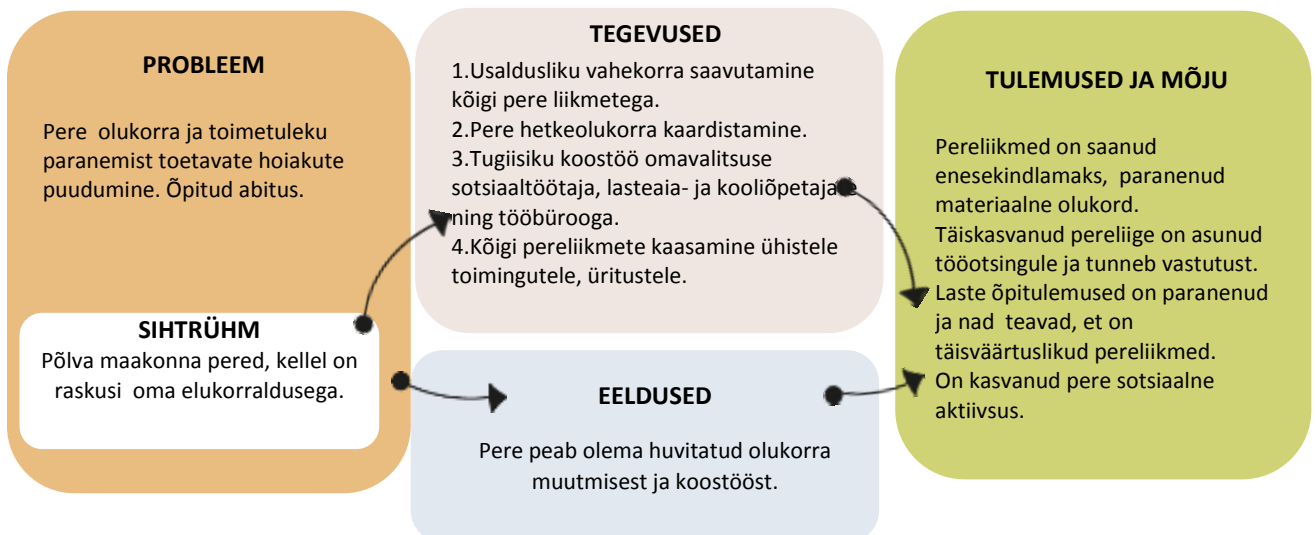 PROBLEEM
Pere olukorra ja toimetuleku
paranemist toetavate hoiakute
puudumine. Õpitud abitus.
SIHTRÜHM
Põlva maakonna pered, kellel on
raskusi oma elukorraldusega.
TEGEVUSED
1.Usaldusliku vahekorra saavutamine
kõigi pere liikmetega.
2.Pere hetkeolukorra kaardistamine.
3.Tugiisiku koostöö omavalitsuse
sotsiaaltöötaja, lasteaia- ja kooliõpetajate
ning tööbürooga.
4.Kõigi pereliikmete kaasamine ühistele
toimingutele, üritustele.
EELDUSED
Pere peab olema huvitatud olukorra
muutmisest ja koostööst.
TULEMUSED JA MÕJU
Pereliikmed on saanud
enesekindlamaks, paranenud
materiaalne olukord.
Täiskasvanud pereliige on asunud
tööotsingule ja tunneb vastutust.
Laste õpitulemused on paranenud
ja nad teavad, et on
täisväärtuslikud pereliikmed.
On kasvanud pere sotsiaalne
aktiivsus.